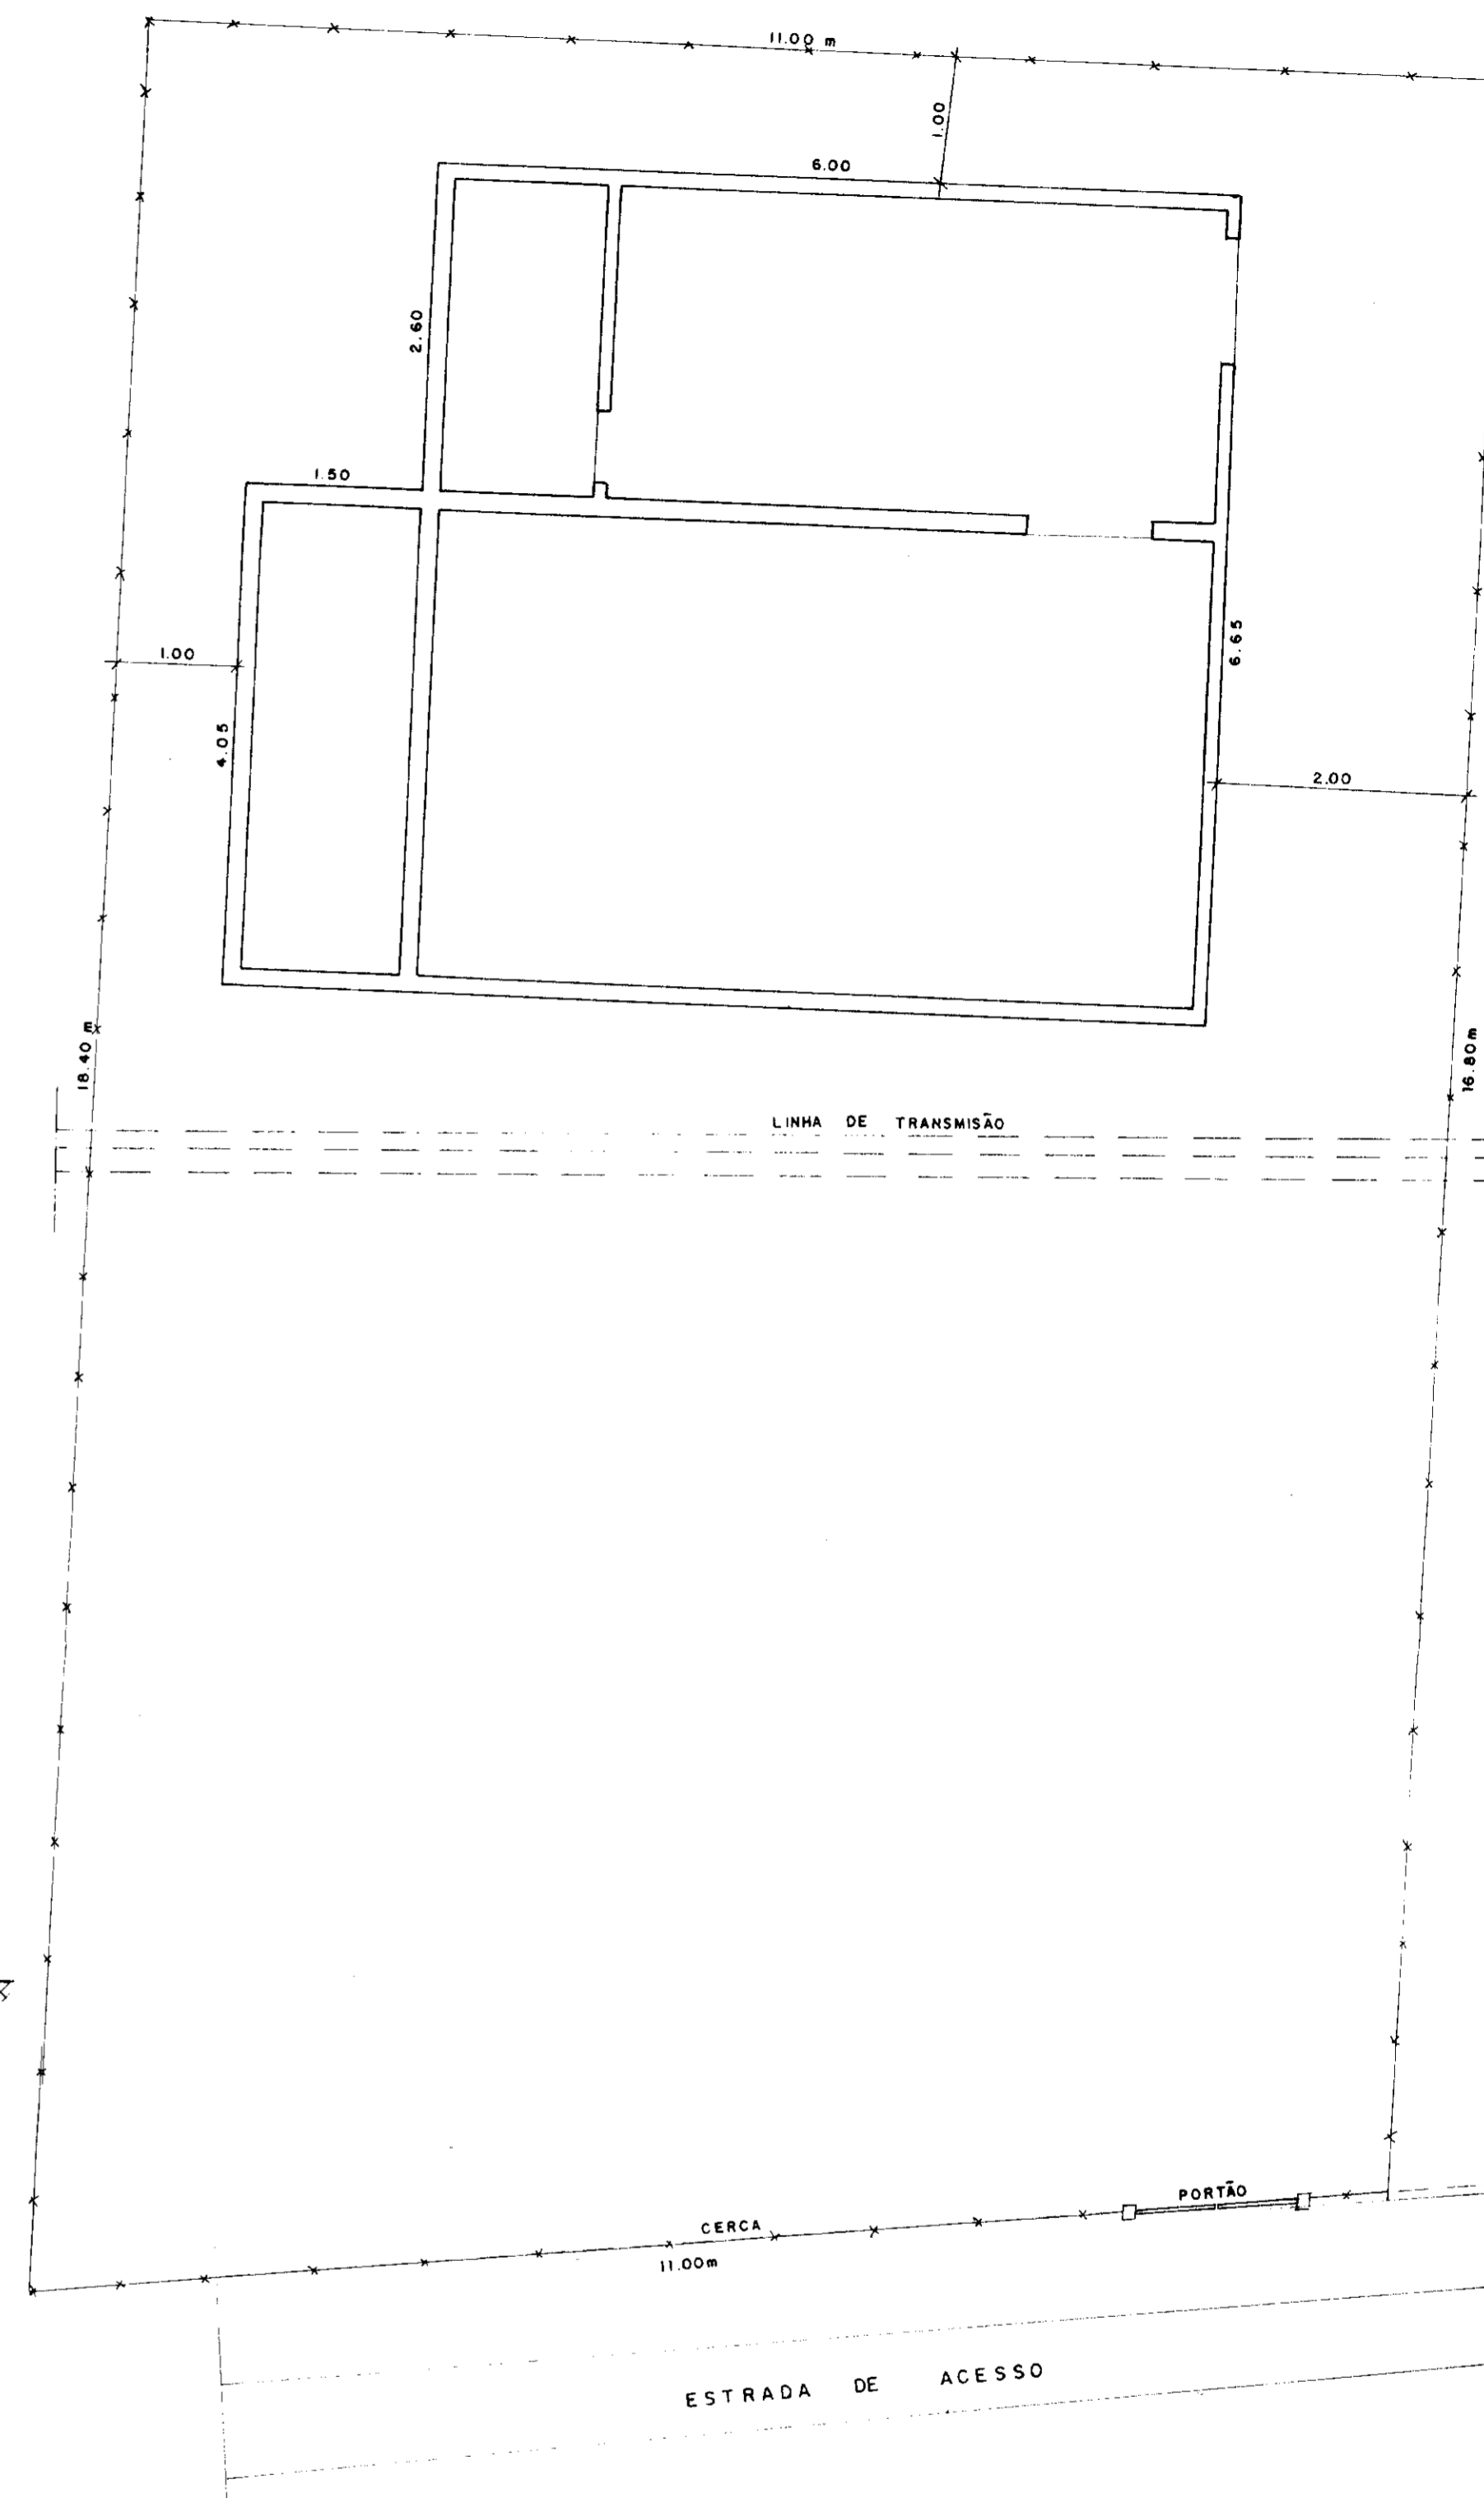 11.00 m
1.00
6.00
2.60
1.50
6.65
1.00
4.05
2.00
18.40 m
16.80m
LINHA DE TRANSMISÃO
PORTÃO
CERCA
11.00m
ESTRADA DE ACESSO